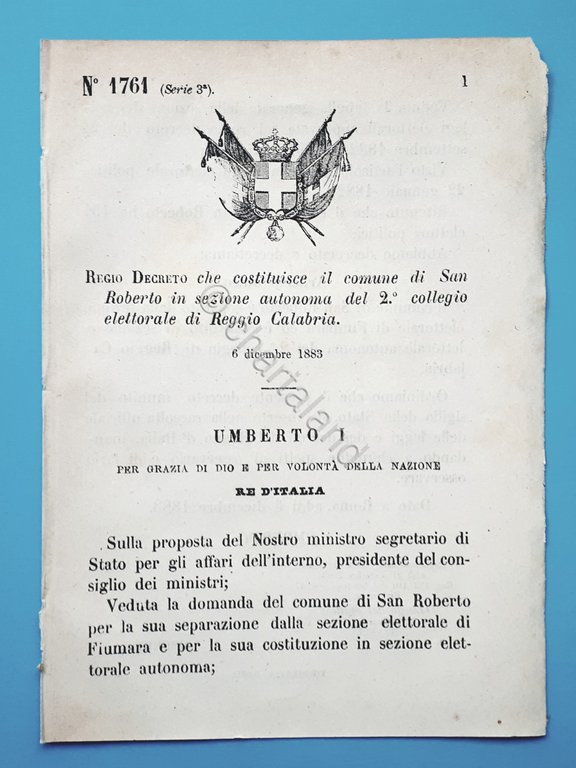 N° 1761 (Serie 3ª). 1
REGIO DECRETO che costituisce il comune di San
Roberto in sezione autonoma del 2.° collegio
elettorale di Reggio Calabria.
6 dicembre 1883
UMBERTO I
PER GRAZIA DI DIO E PER VOLONTÀ DELLA NAZIONE
RE D'ITALIA
Sulla proposta del Nostro ministro segretario di
Stato per gli affari dell'interno, presidente del con-
siglio dei ministri;
Veduta la domanda del comune di San Roberto
per la sua separazione dalla sezione elettorale di
Fiumara e per la sua costituzione in sezione elet-
torale autonoma;
© chartaland